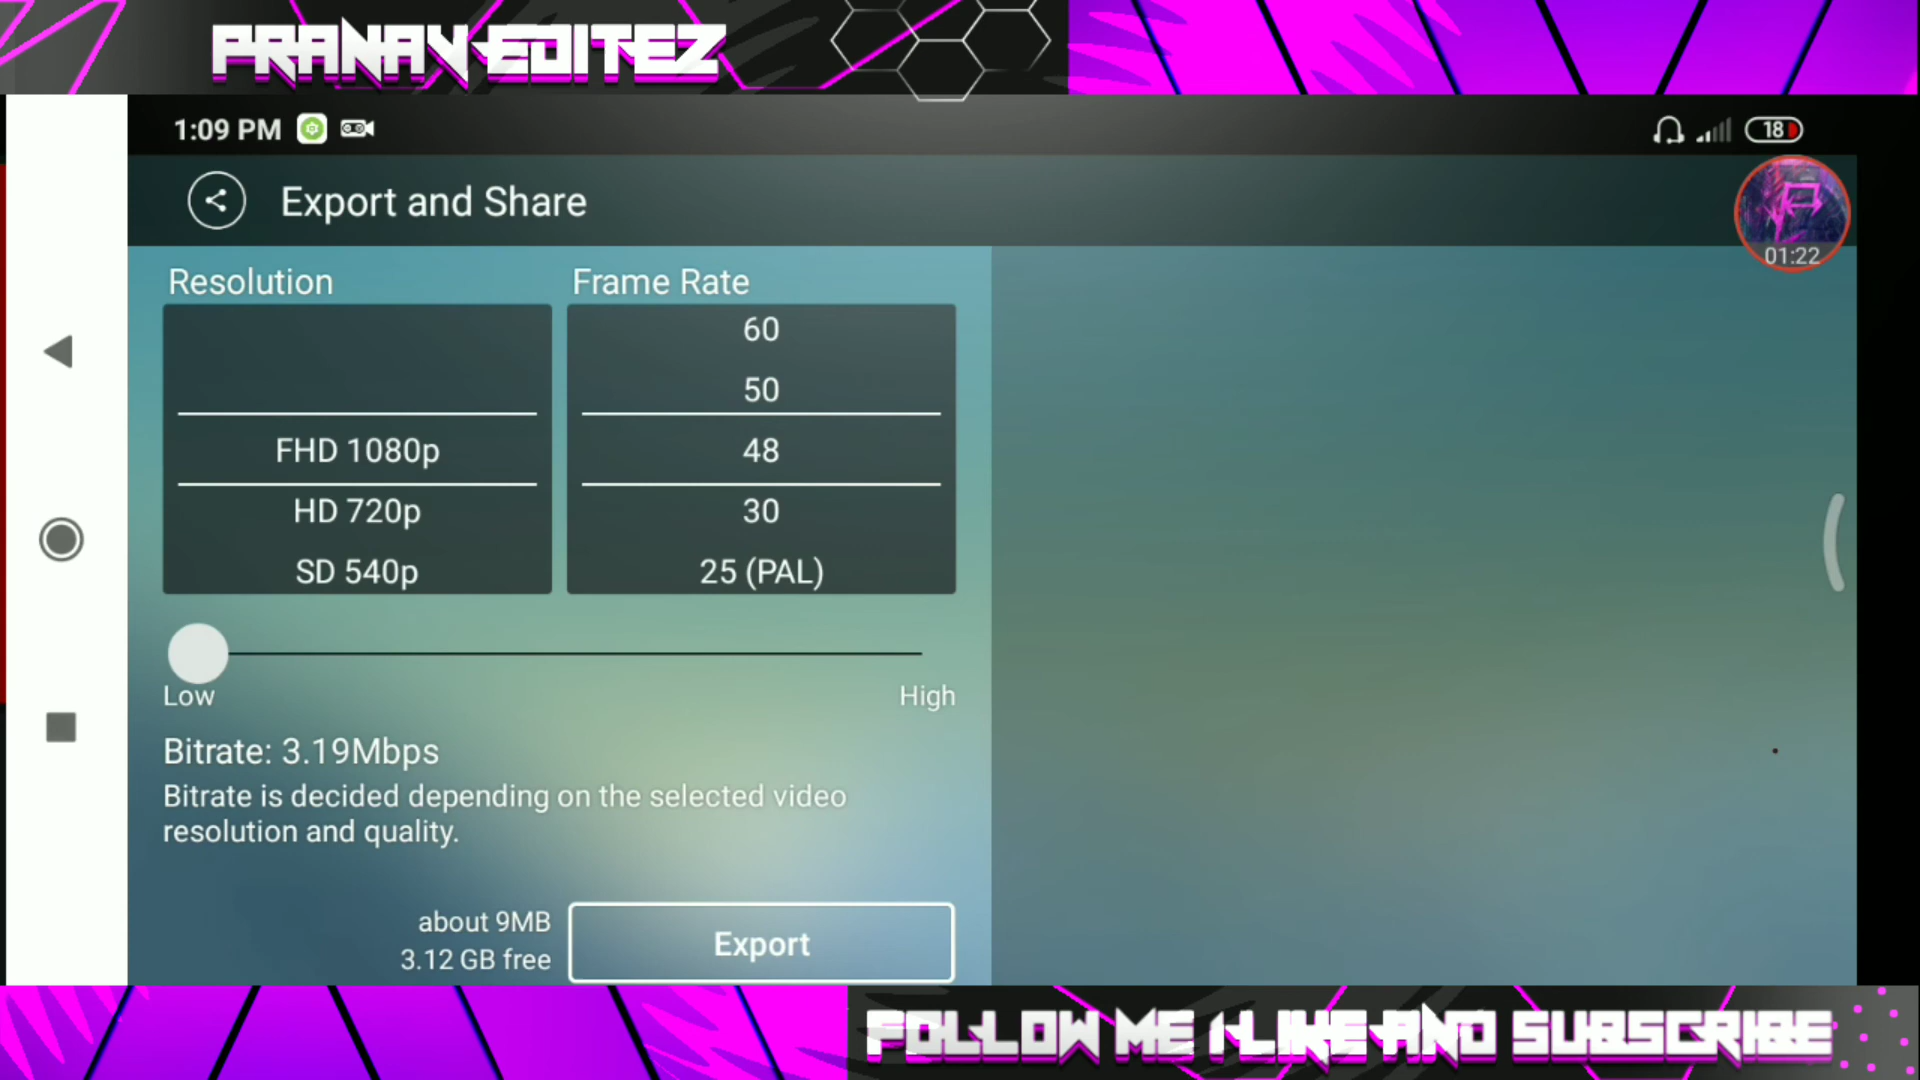 PRANAV EDITEZ
1:09 PM
18
Export and Share
01:22
Resolution
Frame Rate
60
50
FHD 1080p
48
HD 720p
30
SD 540p
25 (PAL)
Low
High
Bitrate: 3.19Mbps
Bitrate is decided depending on the selected video
resolution and quality.
about 9MB
3.12 GB free
Export
FOLLOW ME LIKE AND SUBSCRIBE